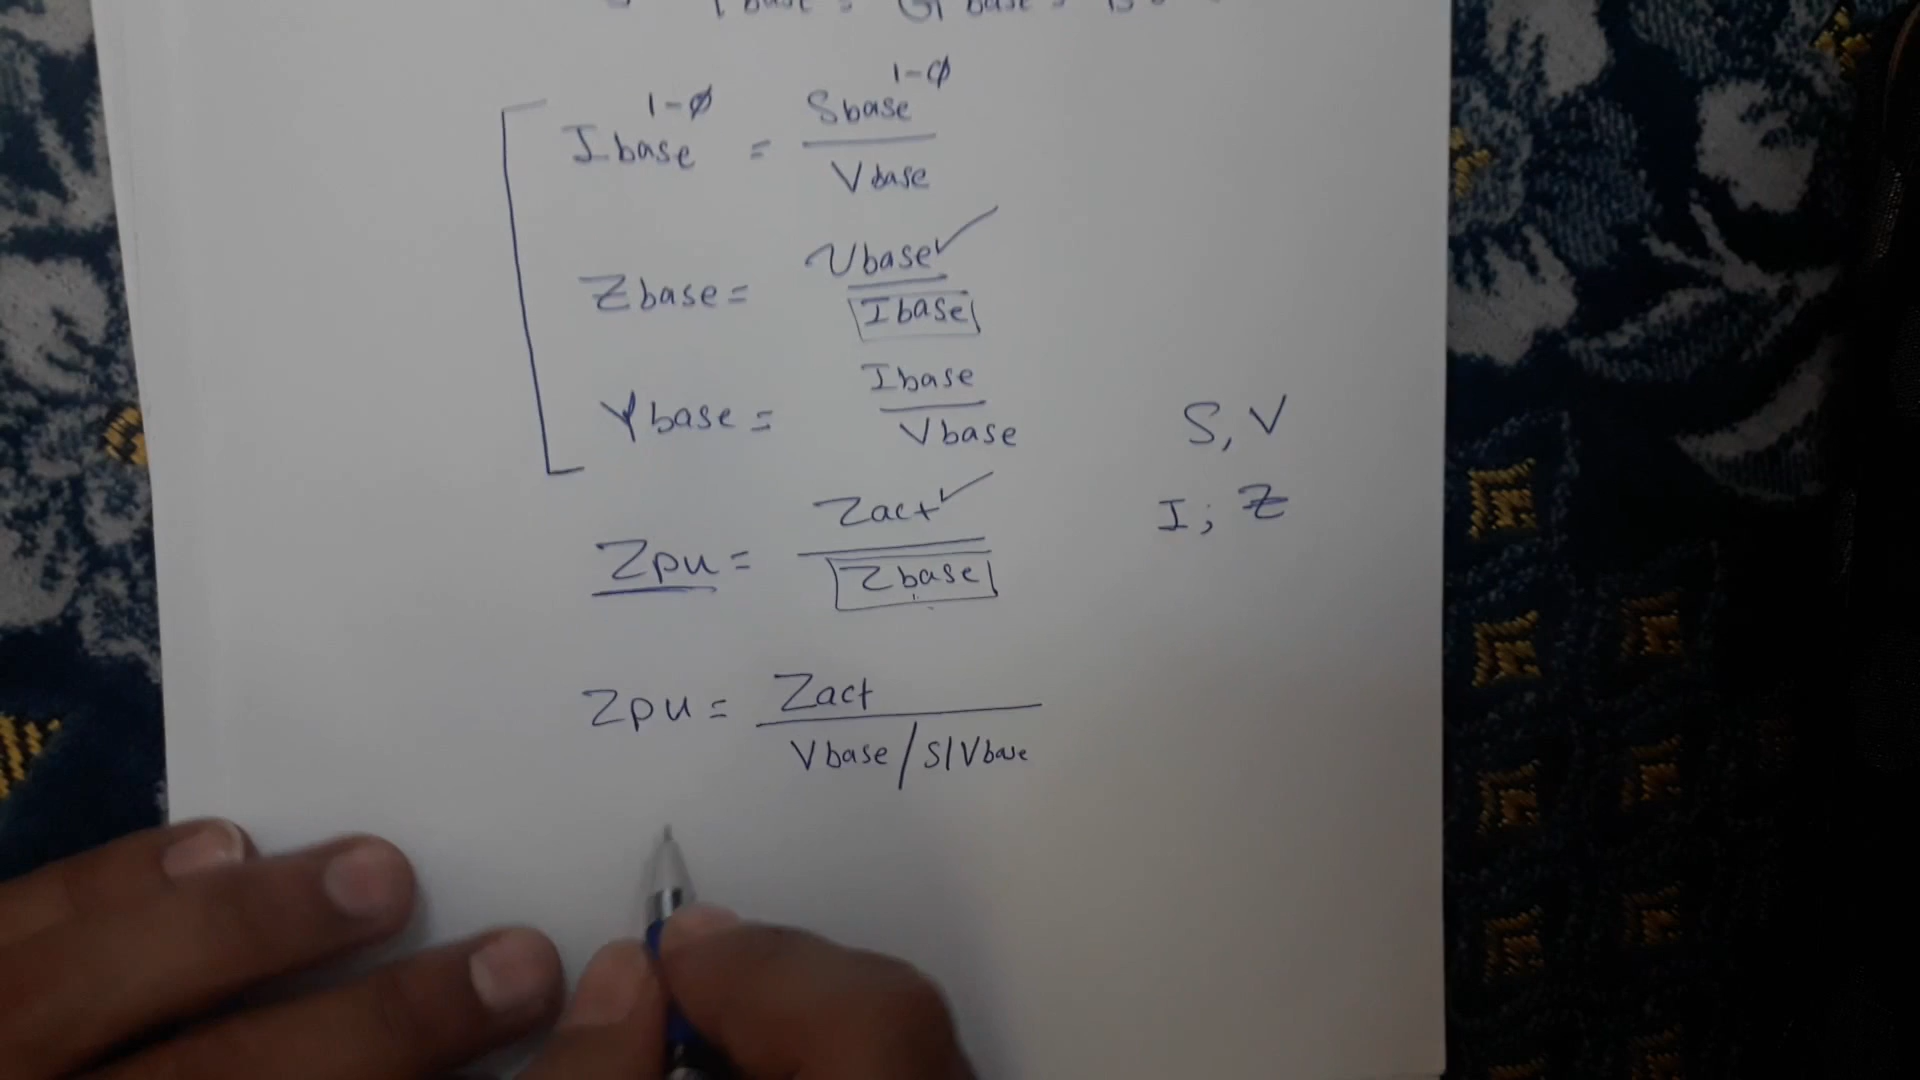 1-ϕ 1-ϕ
Ibase = Sbase / Vbase
Zbase = Vbase✓ / Ibase
Ybase = Ibase / Vbase
S, V
Zpu = Zact✓ / Zbase
I; Z
Zpu = Zact / Vbase / S/Vbase